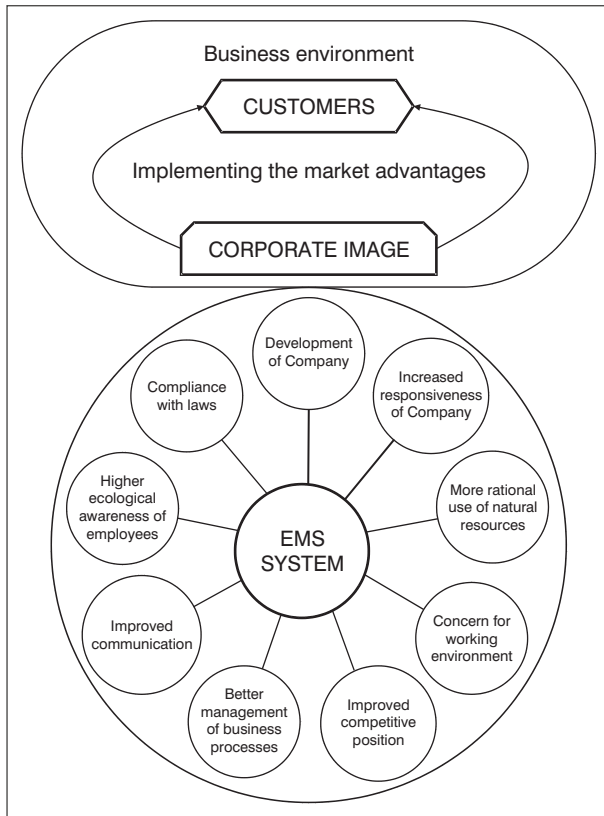 Business environment
CUSTOMERS
Implementing the market advantages
CORPORATE IMAGE
Development
of Company
Increased
responsiveness
of Company
More rational
use of natural
resources
Concern for
working
environment
Improved
competitive
position
Better
management
of business
processes
Improved
communication
Higher
ecological
awareness of
employees
Compliance
with laws
EMS
SYSTEM